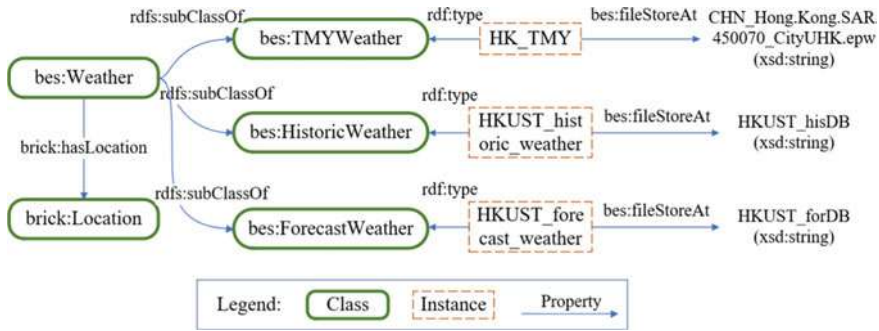 rdfs:subClassOf
rdf:type
bes:fileStoreAt
CHN_Hong.Kong.SAR.
450070_CityUHK.epw
(xsd:string)
bes:TMYWeather
HK_TMY
bes:Weather
rdfs:subClassOf
rdf:type
bes:HistoricWeather
HKUST_hist
oric_weather
bes:fileStoreAt
HKUST_hisDB
(xsd:string)
brick:hasLocation
rdfs:subClassOf
rdf:type
brick:Location
bes:ForecastWeather
HKUST_fore
cast_weather
bes:fileStoreAt
HKUST_forDB
(xsd:string)
Legend:
Class
Instance
Property